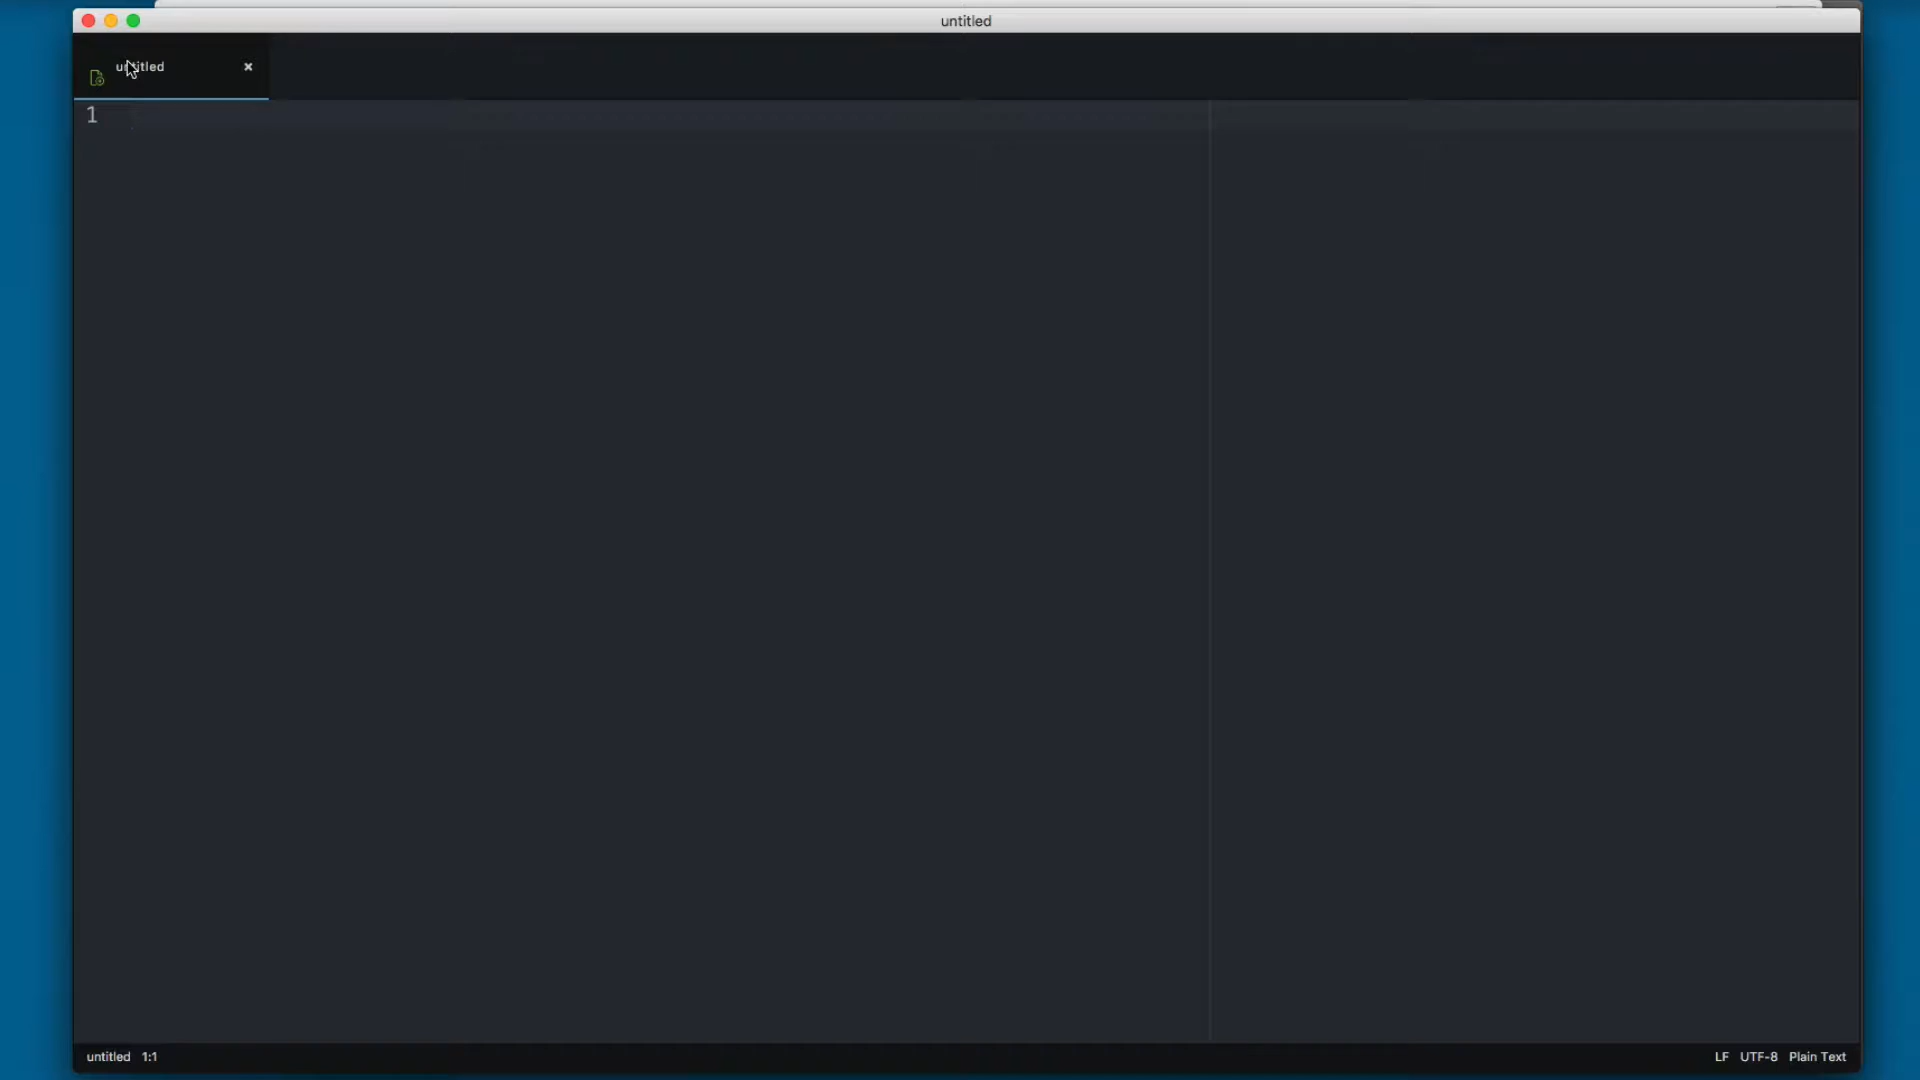 untitled
untitled
1
untitled 1:1
LF UTF-8 Plain Text